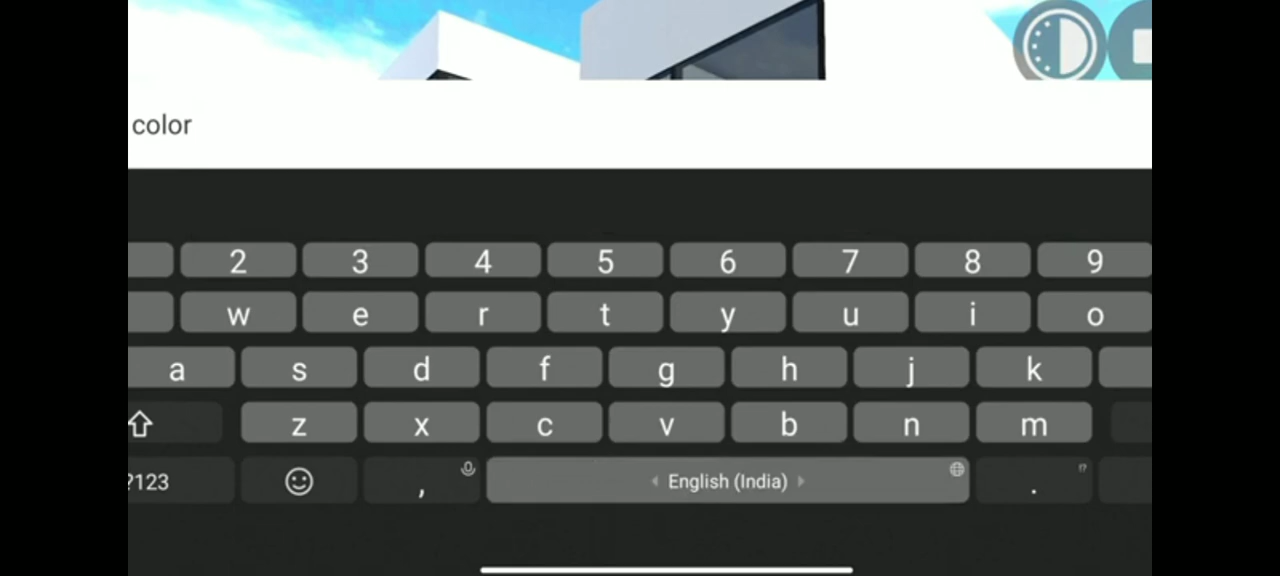 color
2 3 4 5 6 7 8 9
w e r t y u i o
a s d f g h j k
z x c v b n m
?123 , English (India) . !?